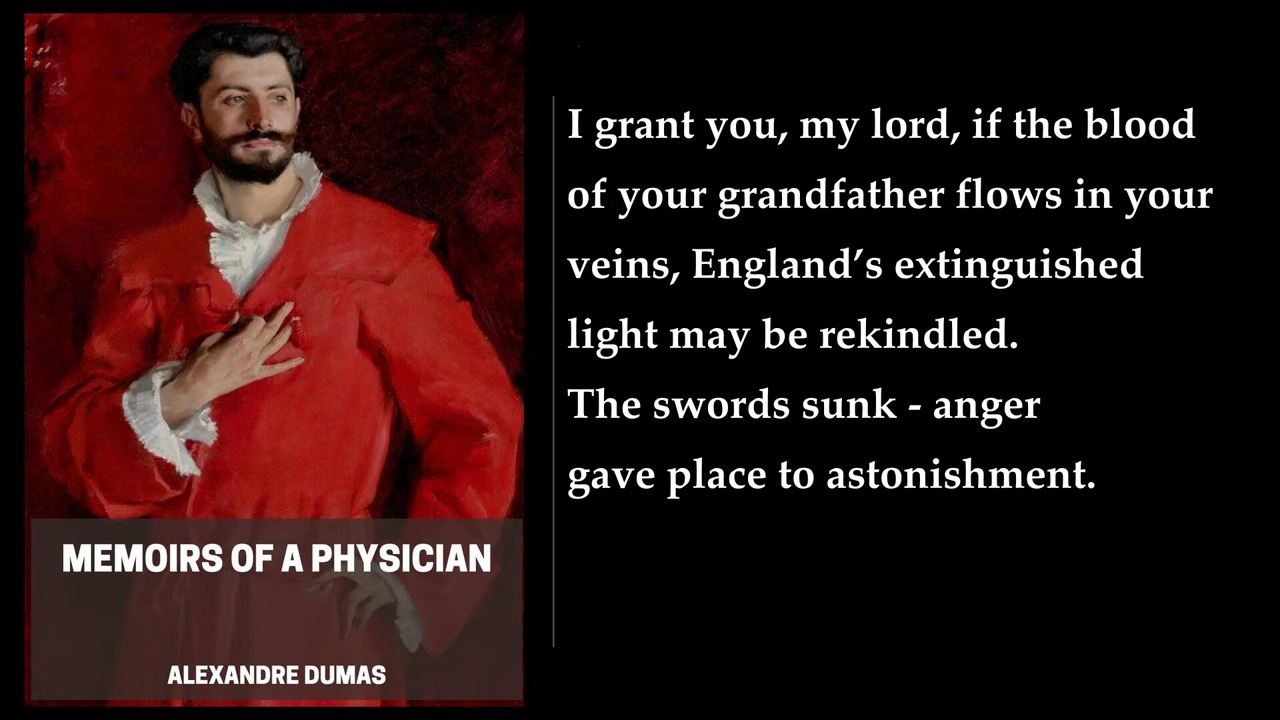 MEMOIRS OF A PHYSICIAN
ALEXANDRE DUMAS
I grant you, my lord, if the blood
of your grandfather flows in your
veins, England’s extinguished
light may be rekindled.
The swords sunk - anger
gave place to astonishment.